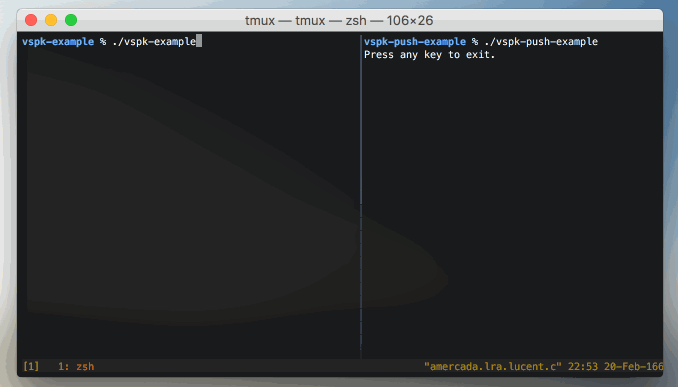 tmux — tmux — zsh — 106×26
vspk-example % ./vspk-example
vspk-push-example % ./vspk-push-example
Press any key to exit.
[1] 1: zsh "amercada.lra.lucent.c" 22:53 20-Feb-166